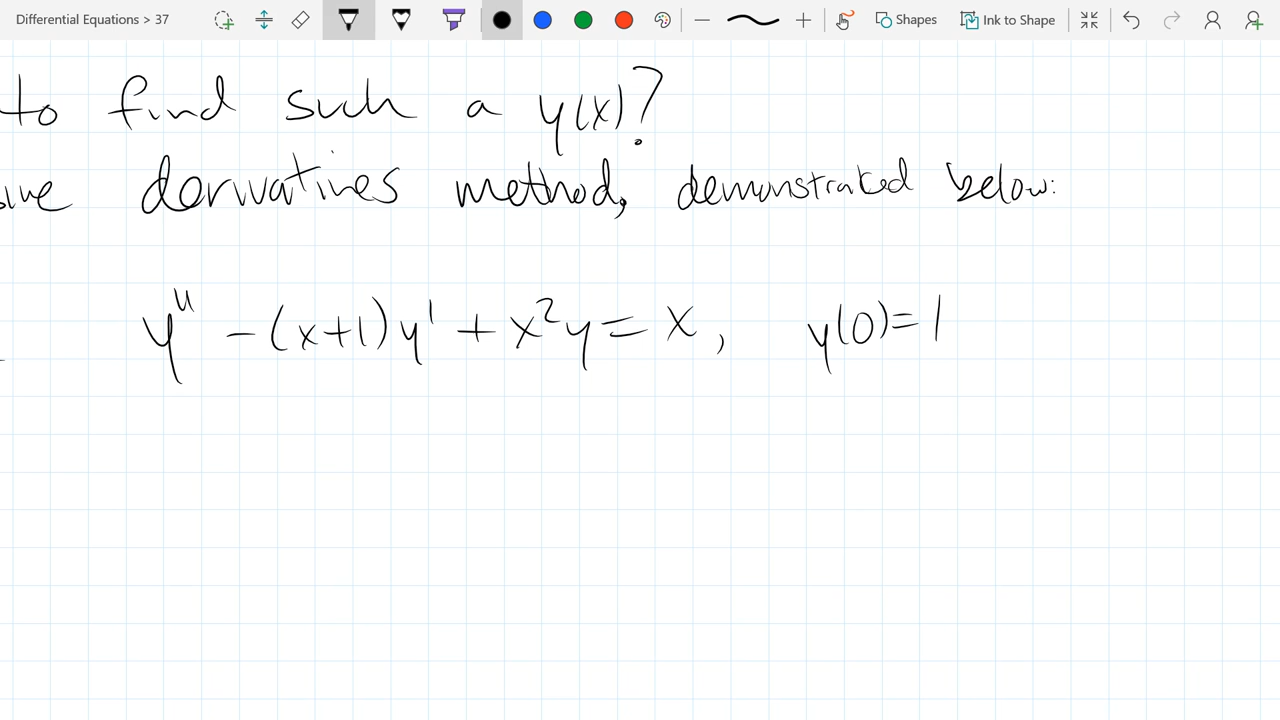 Differential Equations > 37
Shapes
Ink to Shape
to find such a y(x)?
derivatives method, demonstrated below:
y'' - (x+1)y' + x²y = x, y(0) = 1